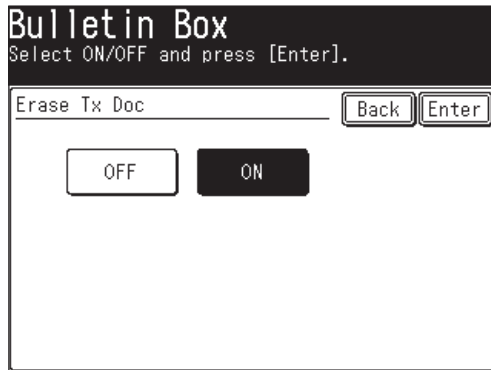 Bulletin Box
Select ON/OFF and press [Enter].
Erase Tx Doc
Back Enter
OFF ON